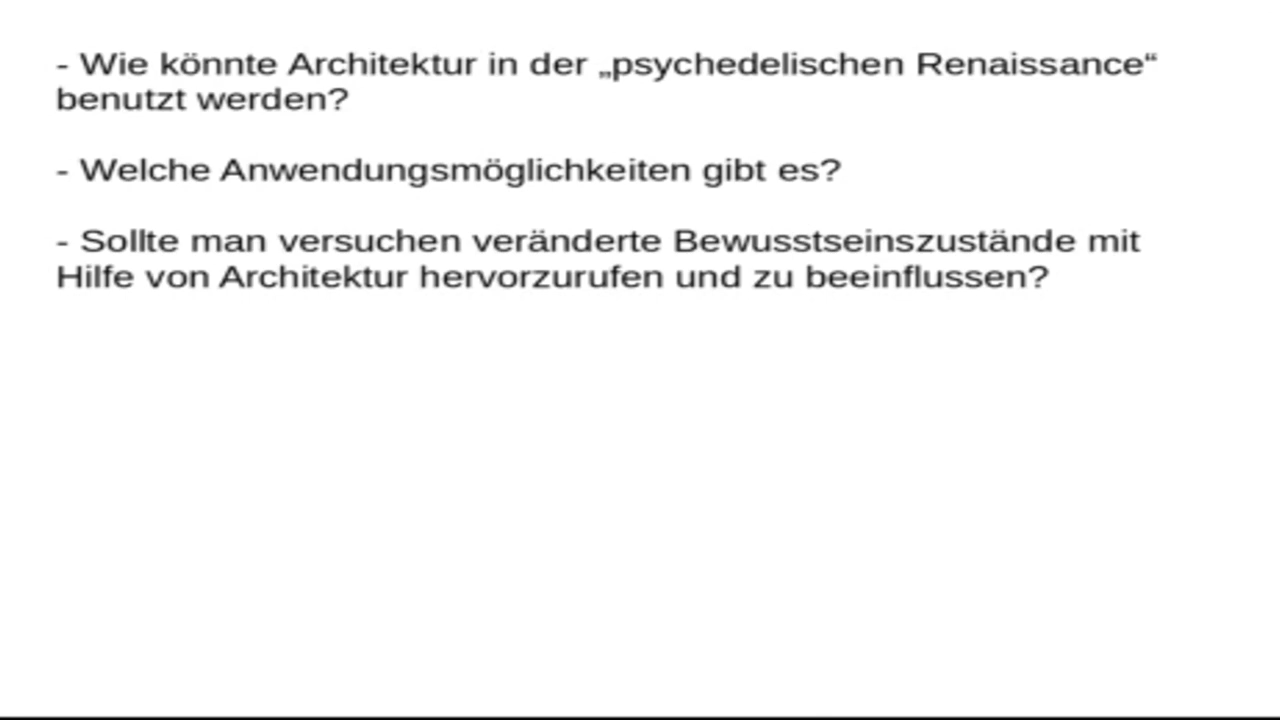 - Wie könnte Architektur in der „psychedelischen Renaissance“
benutzt werden?
- Welche Anwendungsmöglichkeiten gibt es?
- Sollte man versuchen veränderte Bewusstseinszustände mit
Hilfe von Architektur hervorzurufen und zu beeinflussen?